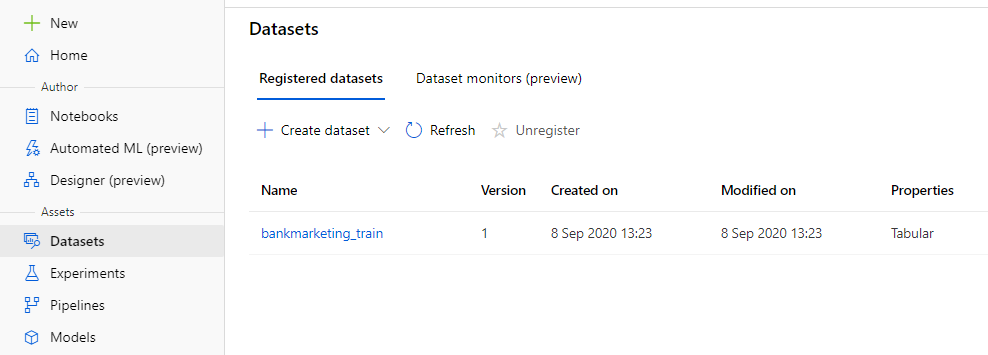 New
Home
Author
Notebooks
Automated ML (preview)
Designer (preview)
Assets
Datasets
Experiments
Pipelines
Models
Datasets
Registered datasets Dataset monitors (preview)
Create dataset Refresh Unregister
Name Version Created on Modified on Properties
bankmarketing_train 1 8 Sep 2020 13:23 8 Sep 2020 13:23 Tabular